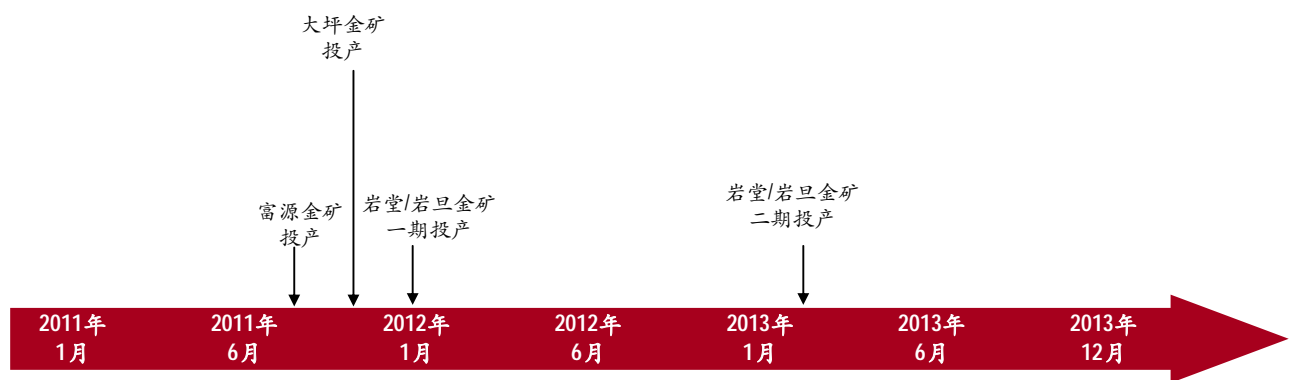 大坪金矿
投产
富源金矿
投产
岩堂/岩旦金矿
一期投产
岩堂/岩旦金矿
二期投产
2011年
1月
2011年
6月
2012年
1月
2012年
6月
2013年
1月
2013年
6月
2013年
12月